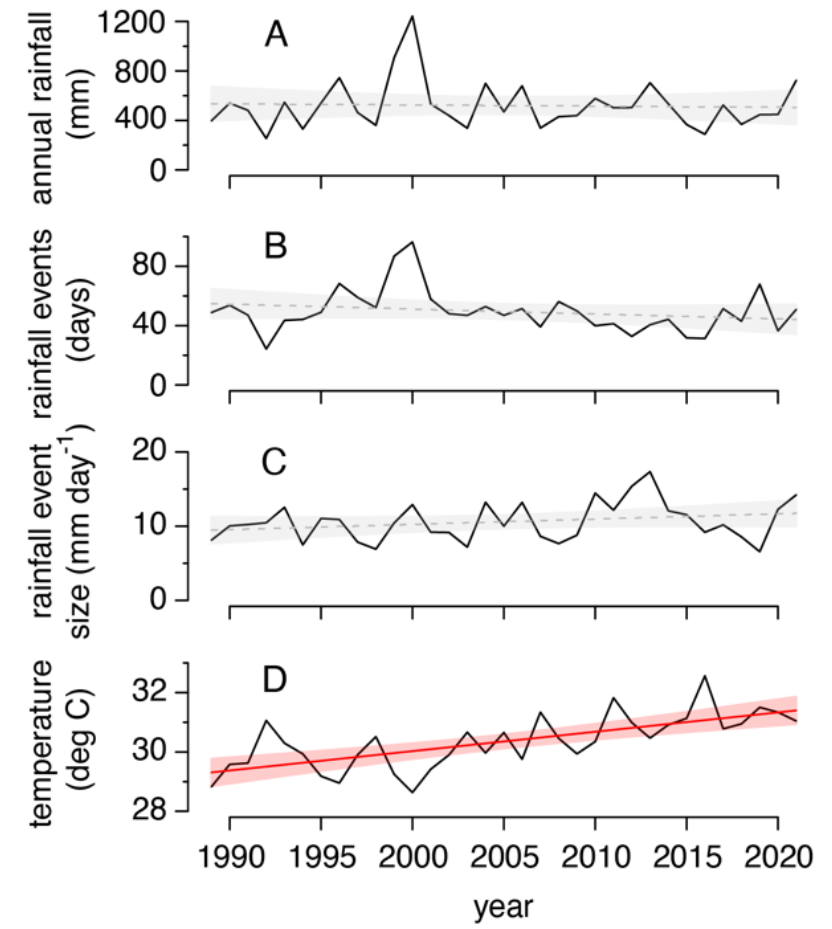 annual rainfall
(mm)
1200
800
400
0
A
rainfall events
(days)
80
40
0
B
rainfall event
size (mm day⁻¹)
20
10
0
C
temperature
(deg C)
32
30
28
D
1990 1995 2000 2005 2010 2015 2020
year